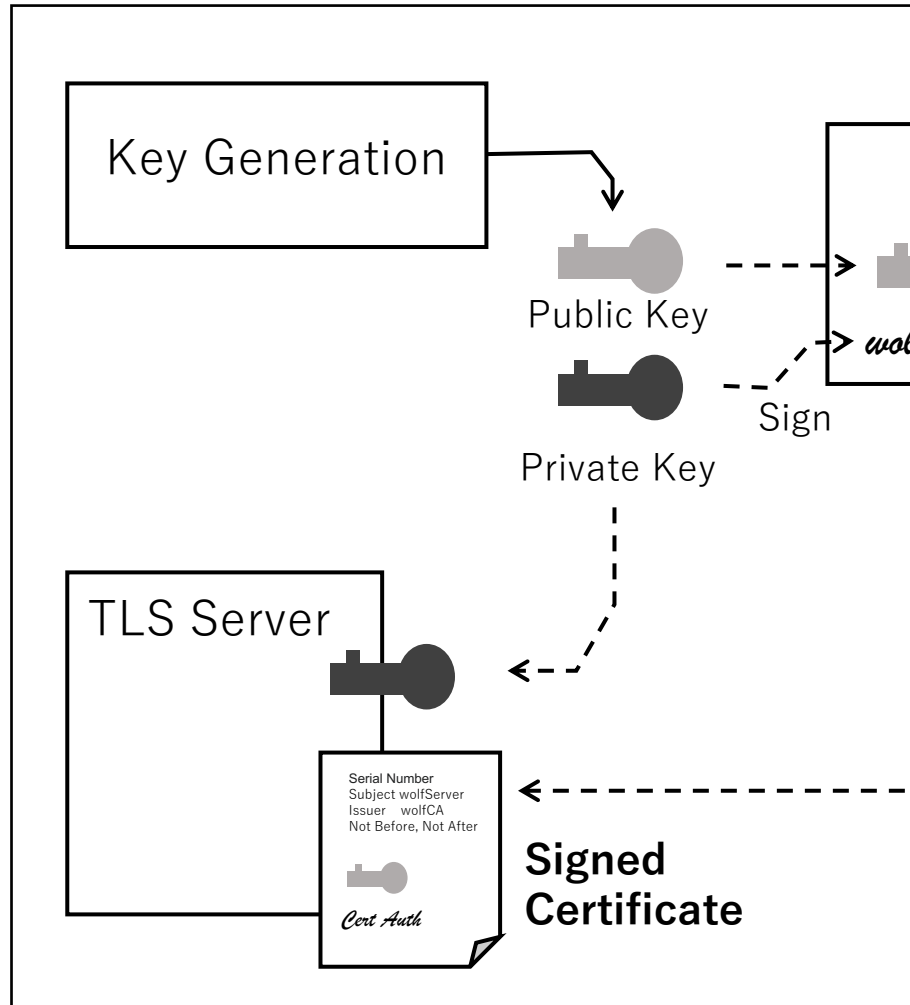 Key Generation
Public Key
Sign
Private Key
TLS Server
Serial Number
Subject wolfServer
Issuer wolfCA
Not Before, Not After
Cert Auth
Signed
Certificate